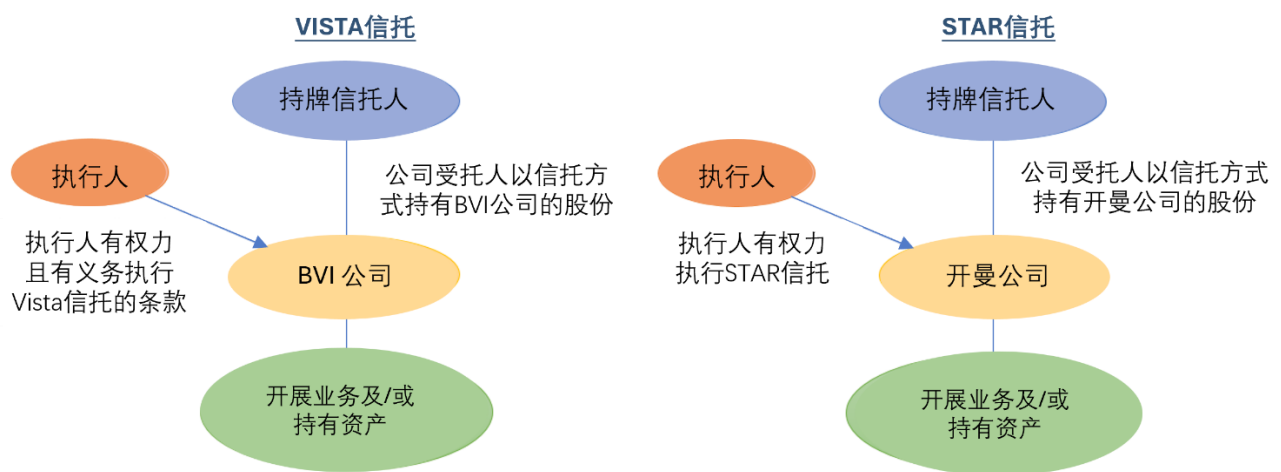 VISTA信托
持牌信托人
执行人
公司受托人以信托方
式持有BVI公司的股份
执行人有权力
且有义务执行
Vista信托的条款
BVI 公司
开展业务及/或
持有资产
STAR信托
持牌信托人
执行人
公司受托人以信托方式
持有开曼公司的股份
执行人有权力
执行STAR信托
开曼公司
开展业务及/或
持有资产